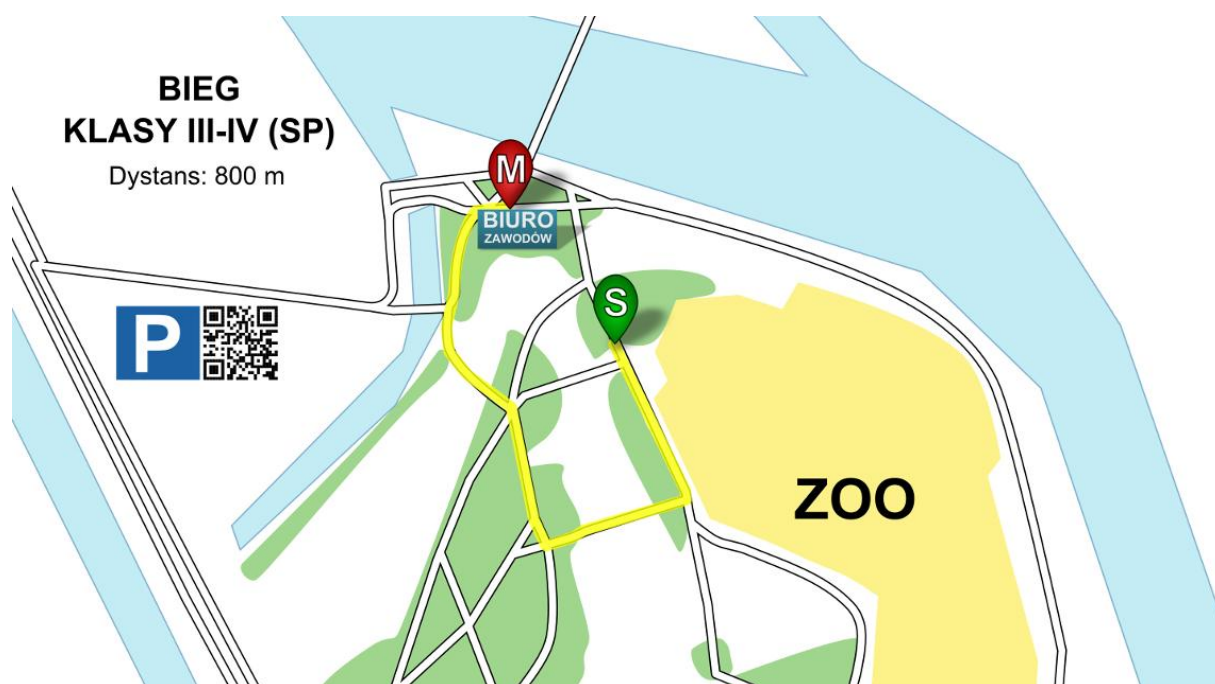 BIEG
KLASY III-IV (SP)
Dystans: 800 m
M
BIURO
ZAWODÓW
S
P
ZOO